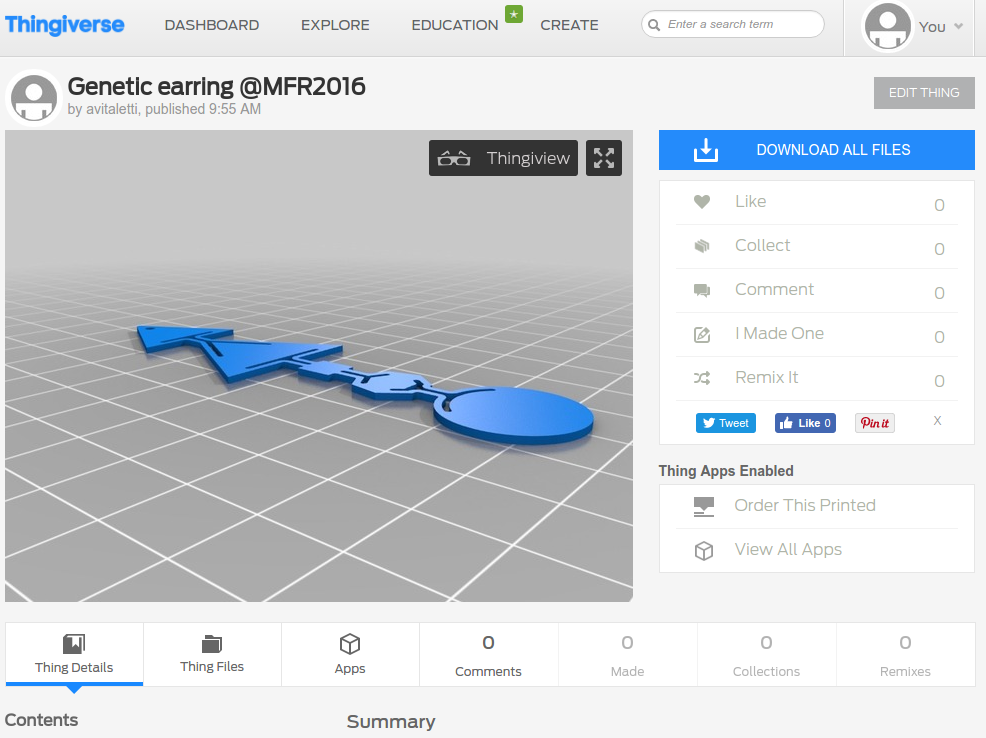 Thingiverse
DASHBOARD
EXPLORE
EDUCATION
CREATE
Enter a search term
You
Genetic earring @MFR2016
by avitaletti, published 9:55 AM
EDIT THING
Thingiview
DOWNLOAD ALL FILES
Like 0
Collect 0
Comment 0
I Made One 0
Remix It 0
Tweet
Like 0
Pin it
X
Thing Apps Enabled
Order This Printed
View All Apps
Thing Details
Thing Files
Apps
0
Comments
0
Made
0
Collections
0
Remixes
Contents
Summary